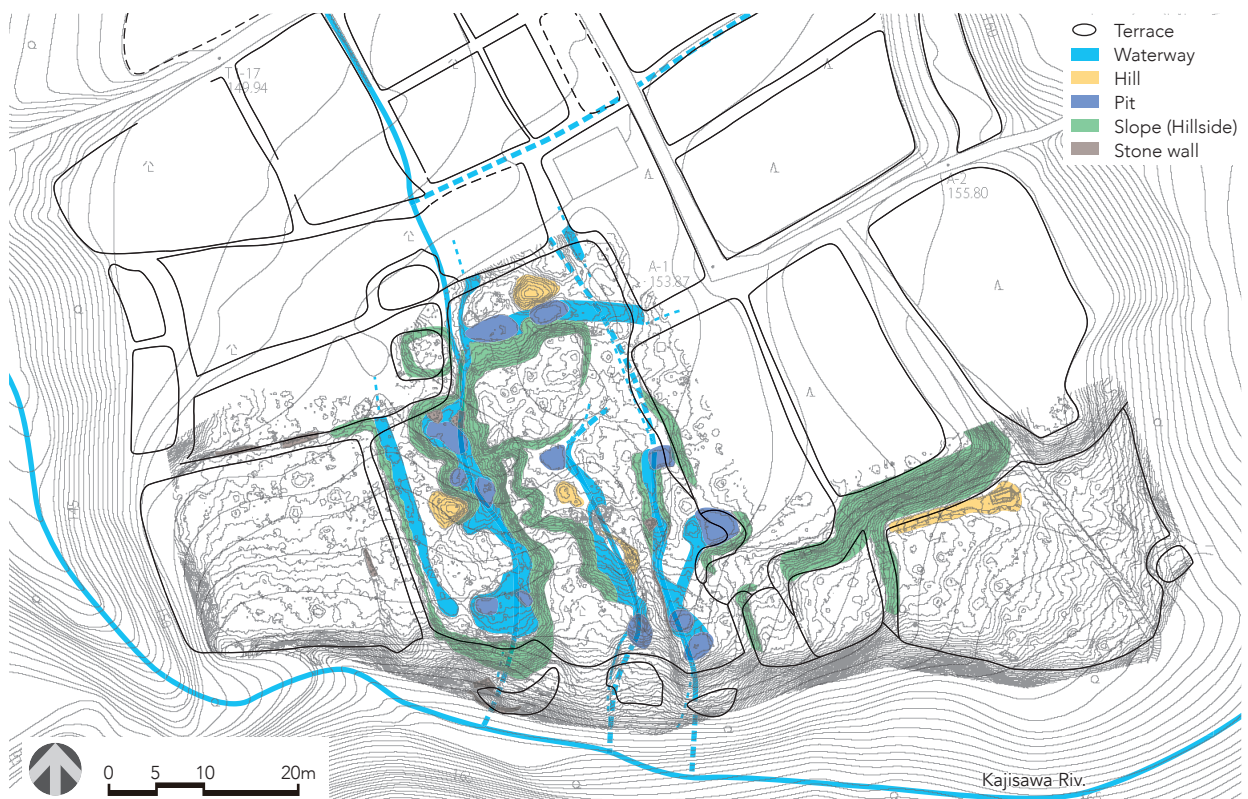 Terrace
Waterway
Hill
Pit
Slope (Hillside)
Stone wall
149.94
A-2
155.80
A-1
153.87
0 5 10 20m
Kajisawa Riv.